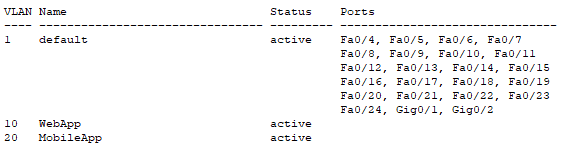 VLAN Name                             Status    Ports
---- -------------------------------- --------- -------------------------------
1    default                          active    Fa0/4, Fa0/5, Fa0/6, Fa0/7
                                                Fa0/8, Fa0/9, Fa0/10, Fa0/11
                                                Fa0/12, Fa0/13, Fa0/14, Fa0/15
                                                Fa0/16, Fa0/17, Fa0/18, Fa0/19
                                                Fa0/20, Fa0/21, Fa0/22, Fa0/23
                                                Fa0/24, Gig0/1, Gig0/2
10   WebApp                           active
20   MobileApp                        active